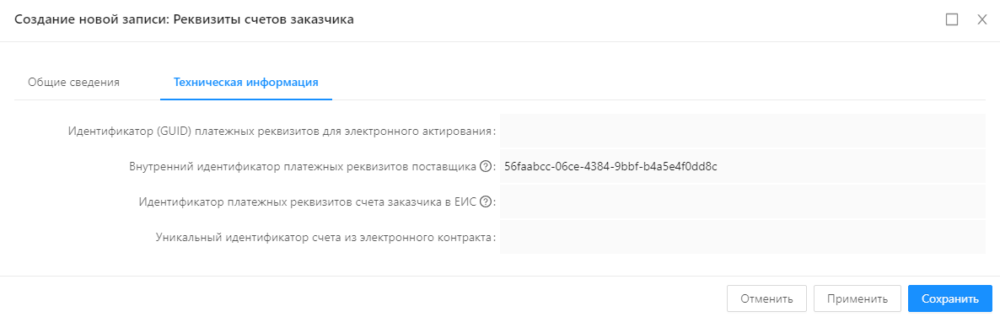 Создание новой записи: Реквизиты счетов заказчика
Общие сведения
Техническая информация
Идентификатор (GUID) платежных реквизитов для электронного актирования:
Внутренний идентификатор платежных реквизитов поставщика ?: 56faabcc-06ce-4384-9bbf-b4a5e4f0dd8c
Идентификатор платежных реквизитов счета заказчика в ЕИС ?:
Уникальный идентификатор счета из электронного контракта:
Отменить
Применить
Сохранить